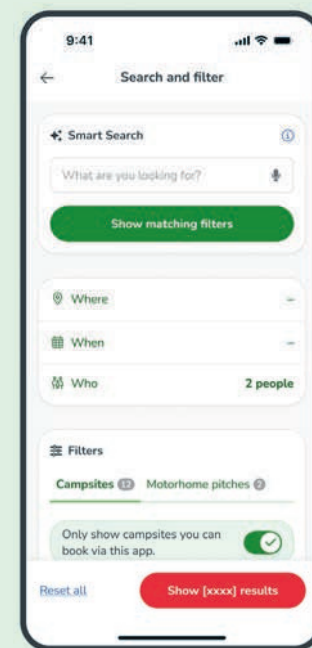 9:41
Search and filter
Smart Search
What are you looking for?
Show matching filters
Where –
When –
Who 2 people
Filters
Campsites 12 Motorhome pitches 2
Only show campsites you can
book via this app.
Reset all
Show [xxxx] results